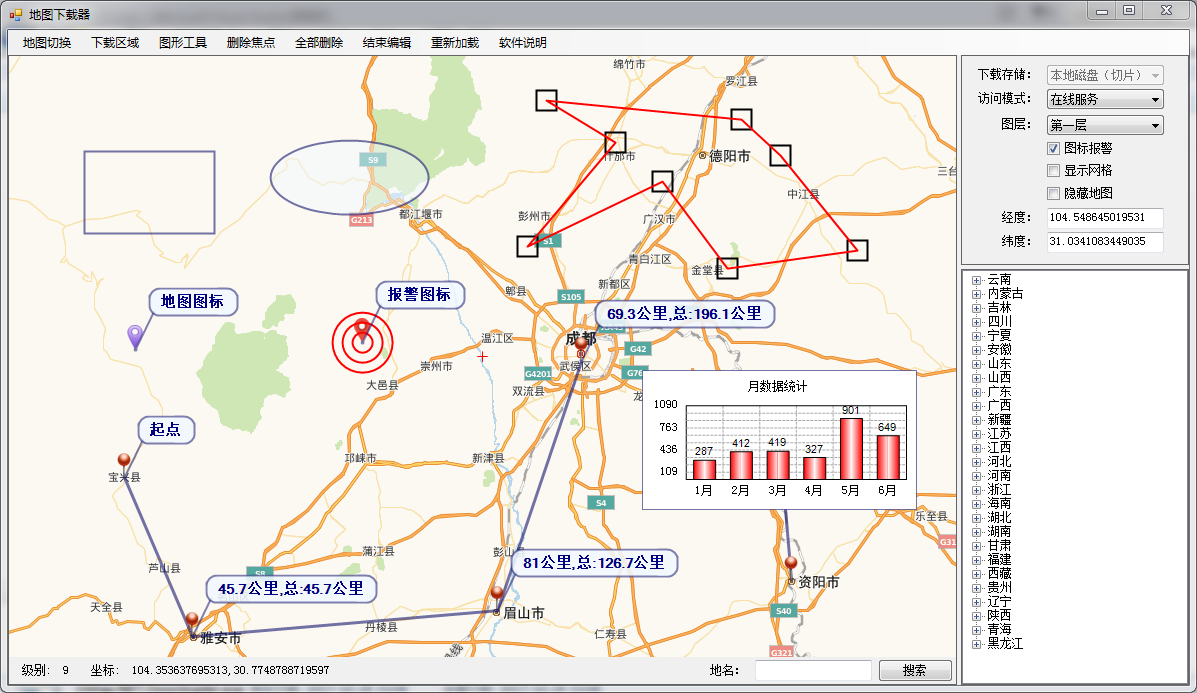 地图下载器
地图切换 下载区域 图形工具 删除焦点 全部删除 结束编辑 重新加载 软件说明
下载存储： 本地磁盘（切片）
访问模式： 在线服务
图层： 第一层
图标报警
显示网格
隐藏地图
经度： 104.548645019531
纬度： 31.0341083449035
绵竹市
罗江县
S9
什邡市
德阳市
三台
G213
都江堰市
中江县
彭州市
广汉市
S1
青白江区
金堂县
地图图标
报警图标
郫县
S105
新都区
69.3公里,总:196.1公里
温江区
成都
G42
武侯区
G4201
G76
崇州市
大邑县
双流县
龙
月数据统计
1090
763
436
109
287
412
419
327
901
649
1月 2月 3月 4月 5月 6月
起点
宝兴县
邛崃市
新津县
S4
乐至县
G31
芦山县
蒲江县
彭山
S8
81公里,总:126.7公里
45.7公里,总:45.7公里
资阳市
天全县
雅安市
丹棱县
眉山市
仁寿县
S40
G321
云南
内蒙古
吉林
四川
宁夏
安徽
山东
山西
广东
广西
新疆
江苏
江西
河北
河南
浙江
海南
湖北
湖南
甘肃
福建
西藏
贵州
辽宁
陕西
青海
黑龙江
级别: 9 坐标: 104.353637695313,30.7748788719597
地名: 搜索